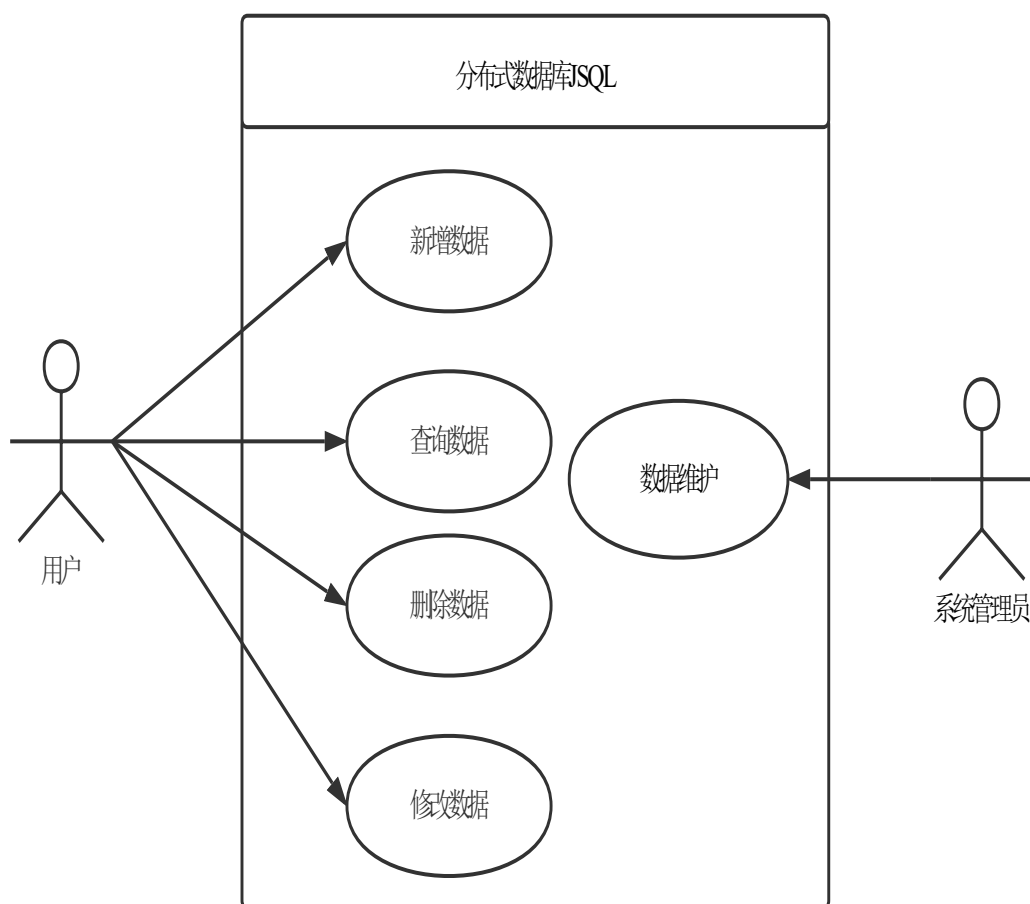 分布式数据库JSQL
新增数据
查询数据
数据维护
用户
删除数据
系统管理员
修改数据